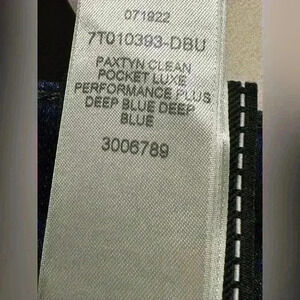 071922
7T010393-DBU
PAXTYN CLEAN
POCKET LUXE
PERFORMANCE PLUS
DEEP BLUE DEEP
BLUE
3006789